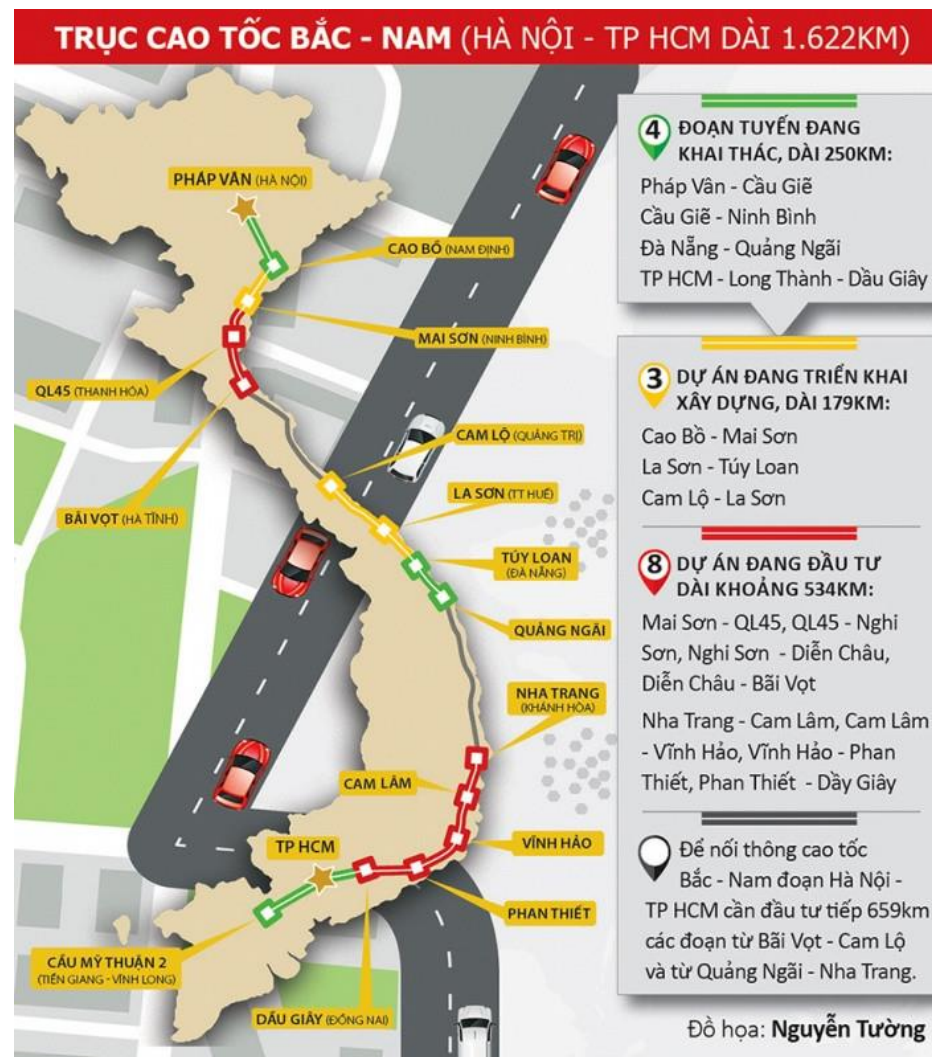 TRỤC CAO TỐC BẮC - NAM (HÀ NỘI - TP HCM DÀI 1.622KM)
PHÁP VÂN (HÀ NỘI)
CAO BỒ (NAM ĐỊNH)
MAI SƠN (NINH BÌNH)
QL45 (THANH HÓA)
CAM LỘ (QUẢNG TRỊ)
BÃI VỌT (HÀ TĨNH)
LA SƠN (TT HUẾ)
TÚY LOAN
(ĐÀ NẴNG)
QUẢNG NGÃI
NHA TRANG
(KHÁNH HÒA)
CAM LÂM
TP HCM
VĨNH HẢO
PHAN THIẾT
CẦU MỸ THUẬN 2
(TIỀN GIANG - VĨNH LONG)
DẦU GIÂY (ĐỒNG NAI)
4 ĐOẠN TUYẾN ĐANG
KHAI THÁC, DÀI 250KM:
Pháp Vân - Cầu Giẽ
Cầu Giẽ - Ninh Bình
Đà Nẵng - Quảng Ngãi
TP HCM - Long Thành - Dầu Giây
3 DỰ ÁN ĐANG TRIỂN KHAI
XÂY DỰNG, DÀI 179KM:
Cao Bồ - Mai Sơn
La Sơn - Túy Loan
Cam Lộ - La Sơn
8 DỰ ÁN ĐANG ĐẦU TƯ
DÀI KHOẢNG 534KM:
Mai Sơn - QL45, QL45 - Nghi
Sơn, Nghi Sơn - Diễn Châu,
Diễn Châu - Bãi Vọt
Nha Trang - Cam Lâm, Cam Lâm
- Vĩnh Hảo, Vĩnh Hảo - Phan
Thiết, Phan Thiết - Dầy Giây
Để nối thông cao tốc
Bắc - Nam đoạn Hà Nội -
TP HCM cần đầu tư tiếp 659km
các đoạn từ Bãi Vọt - Cam Lộ
và từ Quảng Ngãi - Nha Trang.
Đồ họa: Nguyễn Tường